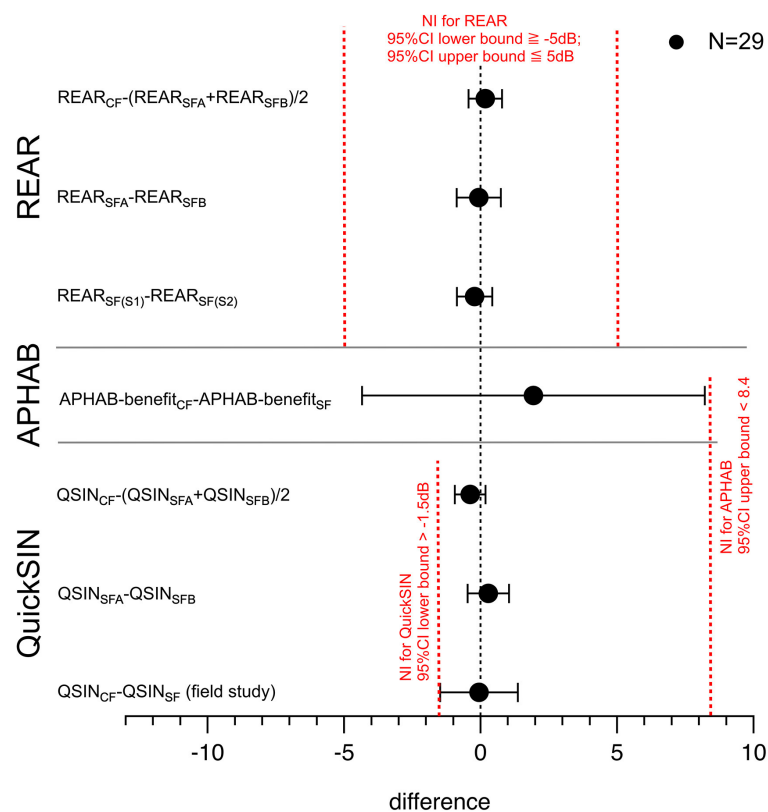 NI for REAR
95%CI lower bound ≧ -5dB;
95%CI upper bound ≦ 5dB
N=29
REAR
REARCF-(REARSFA+REARSFB)/2
REARSFA-REARSFB
REARSF(S1)-REARSF(S2)
APHAB
APHAB-benefitCF-APHAB-benefitSF
NI for APHAB
95%CI upper bound < 8.4
QuickSIN
QSINCF-(QSINSFA+QSINSFB)/2
QSINSFA-QSINSFB
QSINCF-QSINSF (field study)
NI for QuickSIN
95%CI lower bound > -1.5dB
-10 -5 0 5 10
difference